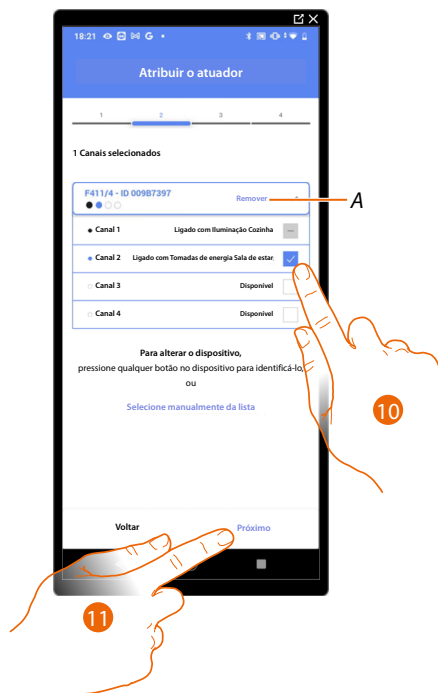 18:21 G
Atribuir o atuador
1 2 3 4
1 Canais selecionados
F411/4 - ID 009B7397
Remover
A
Canal 1 Ligado com Iluminação Cozinha
Canal 2 Ligado com Tomadas de energia Sala de estar
Canal 3 Disponível
Canal 4 Disponível
Para alterar o dispositivo,
pressione qualquer botão no dispositivo para identificá-lo,
ou
Selecione manualmente da lista
10
Voltar Próximo
11